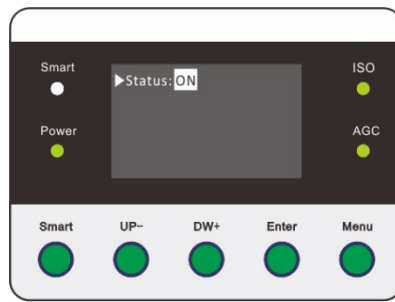 Smart
ISO
▶Status: ON
Power
AGC
Smart UP− DW+ Enter Menu